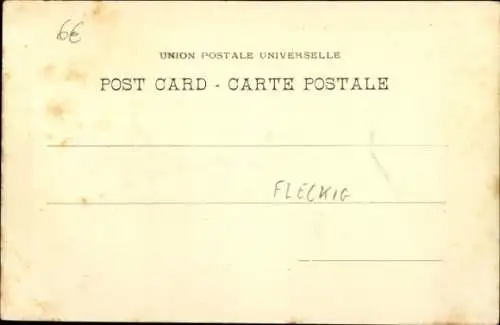 6€
UNION POSTALE UNIVERSELLE
POST CARD - CARTE POSTALE
FLECKIG